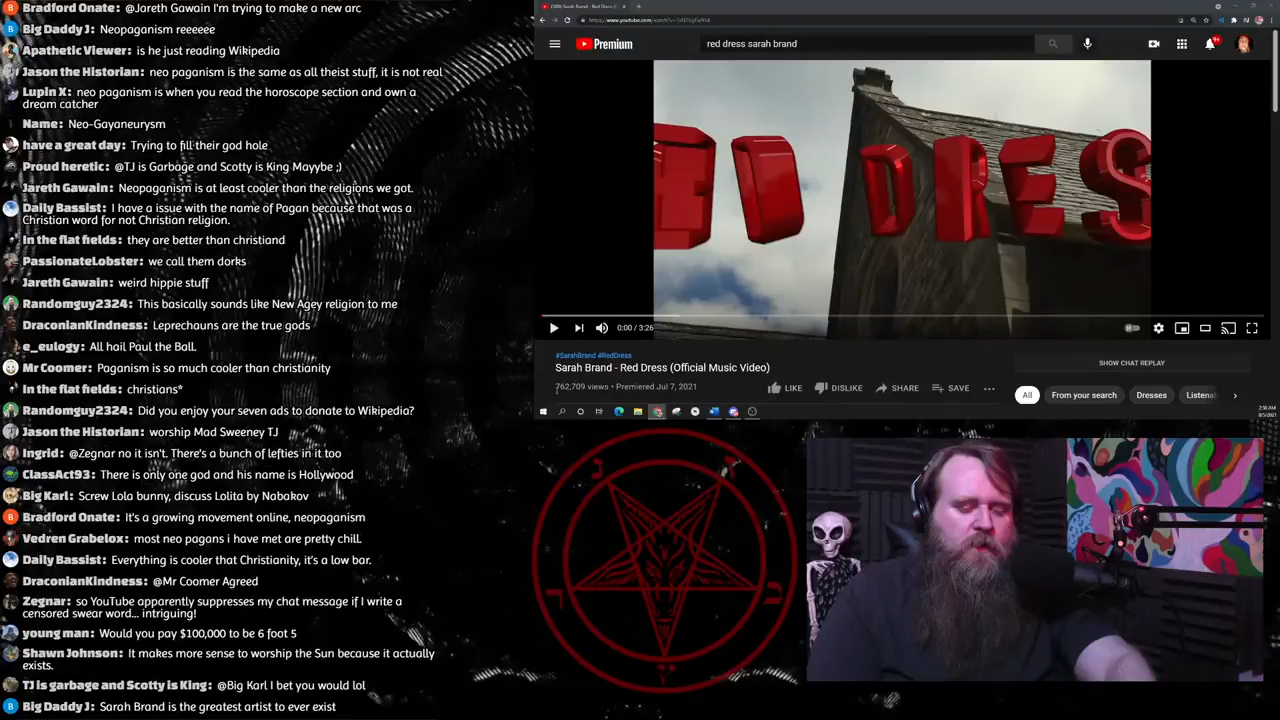 Bradford Onate: @Jareth Gawain I'm trying to make a new arc
Big Daddy J: Neopaganism reeeeee
Apathetic Viewer: is he just reading Wikipedia
Jason the Historian: neo paganism is the same as all theist stuff, it is not real
Lupin X: neo paganism is when you read the horoscope section and own a
dream catcher
Name: Neo-Gayaneurysm
have a great day: Trying to fill their god hole
Proud heretic: @TJ is Garbage and Scotty is King Mayybe ;)
Jareth Gawain: Neopaganism is at least cooler than the religions we got.
Daily Bassist: I have a issue with the name of Pagan because that was a
Christian word for not Christian religion.
In the flat fields: they are better than christiand
PassionateLobster: we call them dorks
Jareth Gawain: weird hippie stuff
Randomguy2324: This basically sounds like New Agey religion to me
DraconianKindness: Leprechauns are the true gods
e_eulogy: All hail Paul the Ball.
Mr Coomer: Paganism is so much cooler than christianity
In the flat fields: christians*
Randomguy2324: Did you enjoy your seven ads to donate to Wikipedia?
Jason the Historian: worship Mad Sweeney TJ
Ingrid: @Zegnar no it isn't. There's a bunch of lefties in it too
ClassAct93: There is only one god and his name is Hollywood
Big Karl: Screw Lola bunny, discuss Lolita by Nabakov
Bradford Onate: It's a growing movement online, neopaganism
Vedren Grabelox: most neo pagans i have met are pretty chill.
Daily Bassist: Everything is cooler that Christianity, it's a low bar.
DraconianKindness: @Mr Coomer Agreed
Zegnar: so YouTube apparently suppresses my chat message if I write a
censored swear word... intriguing!
young man: Would you pay $100,000 to be 6 foot 5
Shawn Johnson: It makes more sense to worship the Sun because it actually
exists.
TJ is garbage and Scotty is King: @Big Karl I bet you would lol
Big Daddy J: Sarah Brand is the greatest artist to ever exist
Premium
red dress sarah brand
9+
ED DRES
0:00 / 3:26
#SarahBrand #RedDress
Sarah Brand - Red Dress (Official Music Video)
762,709 views • Premiered Jul 7, 2021
LIKE
DISLIKE
SHARE
SAVE
SHOW CHAT REPLAY
All
From your search
Dresses
Listena
2:30 AM
8/5/2021